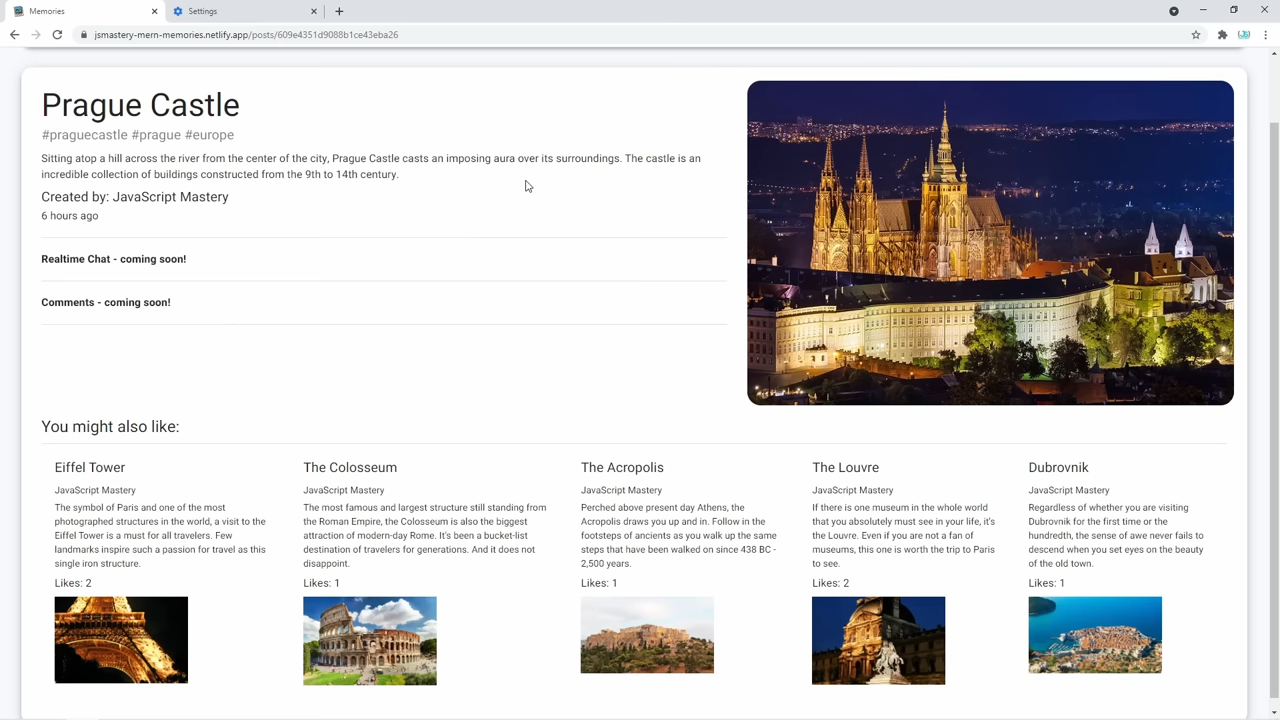 Memories
Settings
jsmastery-mern-memories.netlify.app/posts/609e4351d9088b1ce43eba26
Prague Castle
#praguecastle #prague #europe
Sitting atop a hill across the river from the center of the city, Prague Castle casts an imposing aura over its surroundings. The castle is an
incredible collection of buildings constructed from the 9th to 14th century.
Created by: JavaScript Mastery
6 hours ago
Realtime Chat - coming soon!
Comments - coming soon!
You might also like:
Eiffel Tower
JavaScript Mastery
The symbol of Paris and one of the most
photographed structures in the world, a visit to the
Eiffel Tower is a must for all travelers. Few
landmarks inspire such a passion for travel as this
single iron structure.
Likes: 2
The Colosseum
JavaScript Mastery
The most famous and largest structure still standing from
the Roman Empire, the Colosseum is also the biggest
attraction of modern-day Rome. It's been a bucket-list
destination of travelers for generations. And it does not
disappoint.
Likes: 1
The Acropolis
JavaScript Mastery
Perched above present day Athens, the
Acropolis draws you up and in. Follow in the
footsteps of ancients as you walk up the same
steps that have been walked on since 438 BC -
2,500 years.
Likes: 1
The Louvre
JavaScript Mastery
If there is one museum in the whole world
that you absolutely must see in your life, it's
the Louvre. Even if you are not a fan of
museums, this one is worth the trip to Paris
to see.
Likes: 2
Dubrovnik
JavaScript Mastery
Regardless of whether you are visiting
Dubrovnik for the first time or the
hundredth, the sense of awe never fails to
descend when you set eyes on the beauty
of the old town.
Likes: 1